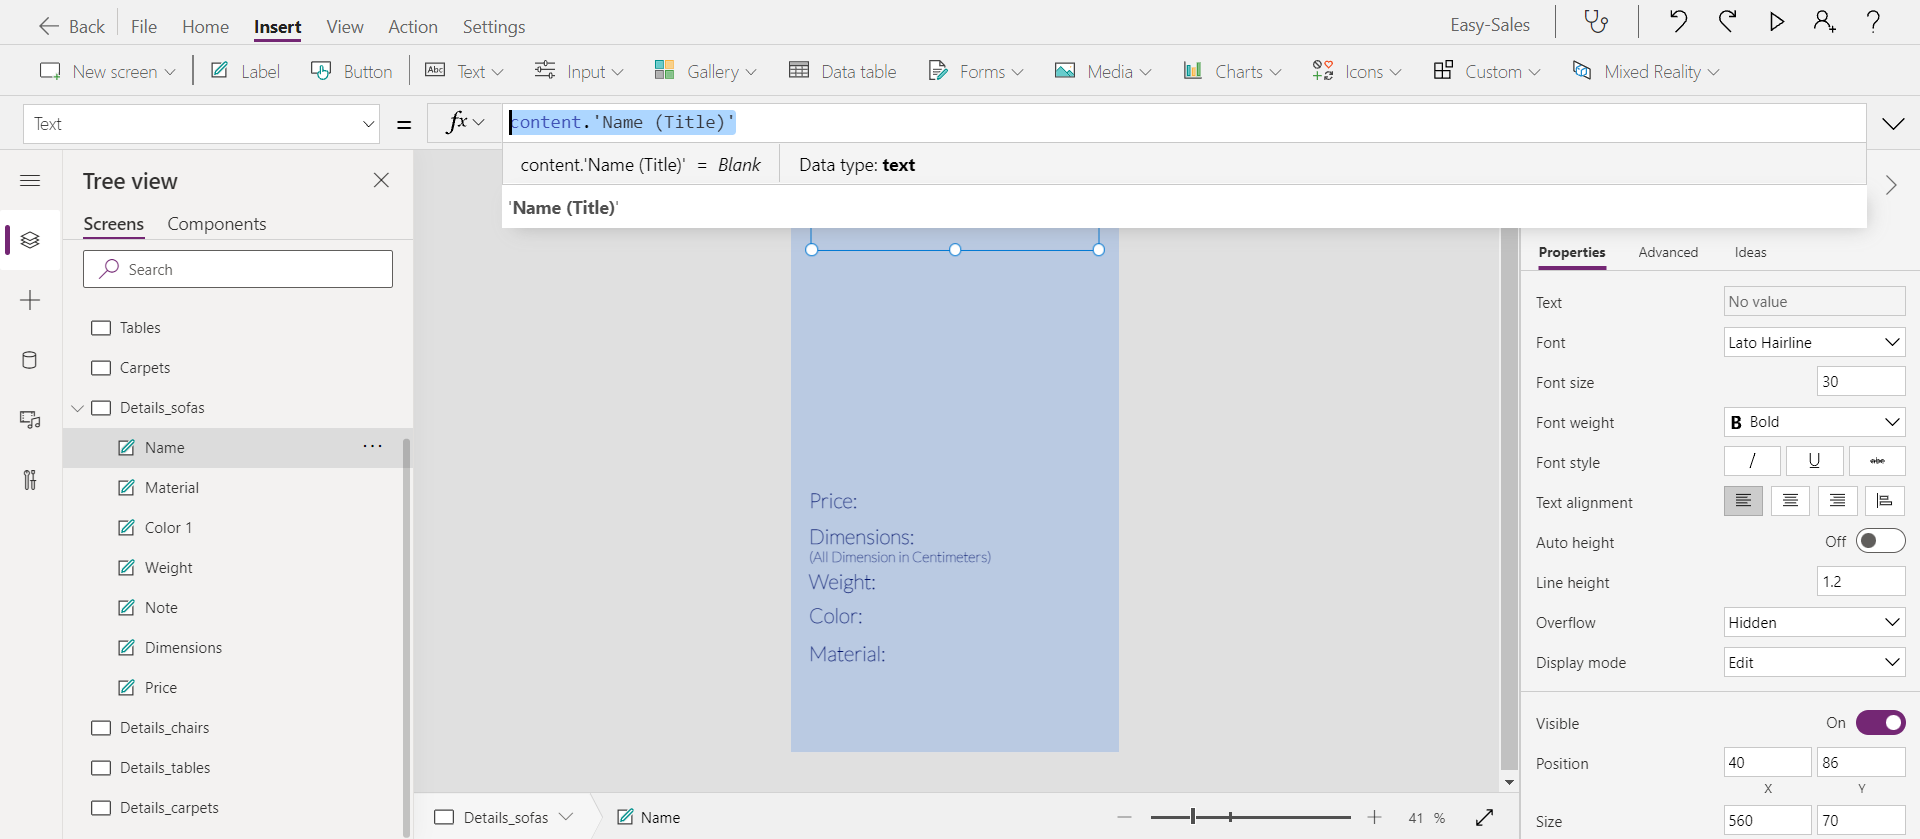 Back File Home Insert View Action Settings Easy-Sales ?
New screen Label Button Abc Text Input Gallery Data table Forms Media Charts Icons Custom Mixed Reality
Text = fx content.'Name (Title)'
content.'Name (Title)' = Blank Data type: text
'Name (Title)'
Tree view
Screens Components
Search
Tables
Carpets
Details_sofas
Name ...
Material
Color 1
Weight
Note
Dimensions
Price
Details_chairs
Details_tables
Details_carpets
Price:
Dimensions:
(All Dimension in Centimeters)
Weight:
Color:
Material:
Details_sofas Name 41 %
Properties Advanced Ideas
Text No value
Font Lato Hairline
Font size 30
Font weight B Bold
Font style / U abc
Text alignment
Auto height Off
Line height 1.2
Overflow Hidden
Display mode Edit
Visible On
Position 40 86
X Y
Size 560 70